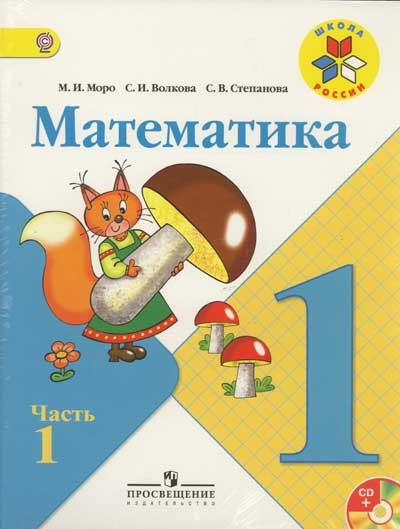 ШКОЛА
РОССИИ
М. И. Моро С. И. Волкова С. В. Степанова
Математика
1
Часть
1
ПРОСВЕЩЕНИЕ
ИЗДАТЕЛЬСТВО
CD
+